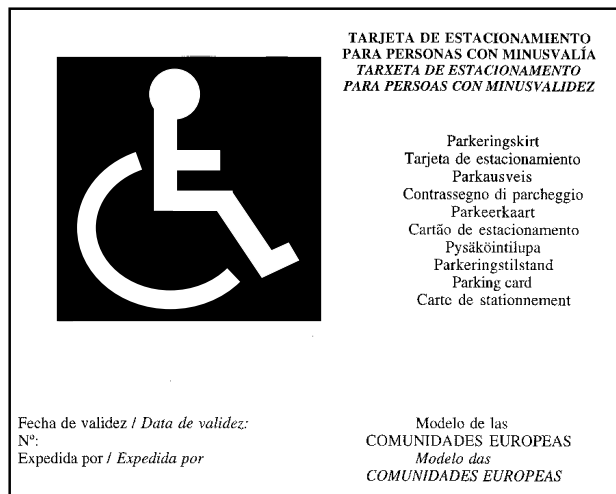 TARJETA DE ESTACIONAMIENTO
PARA PERSONAS CON MINUSVALÍA
TARXETA DE ESTACIONAMENTO
PARA PERSOAS CON MINUSVALIDEZ
Parkeringskirt
Tarjeta de estacionamiento
Parkausveis
Contrassegno di parcheggio
Parkeerkaart
Cartão de estacionamento
Pysäköintilupa
Parkeringstilstand
Parking card
Carte de stationnement
Fecha de validez / Data de validez:
Nº:
Expedida por / Expedida por
Modelo de las
COMUNIDADES EUROPEAS
Modelo das
COMUNIDADES EUROPEAS